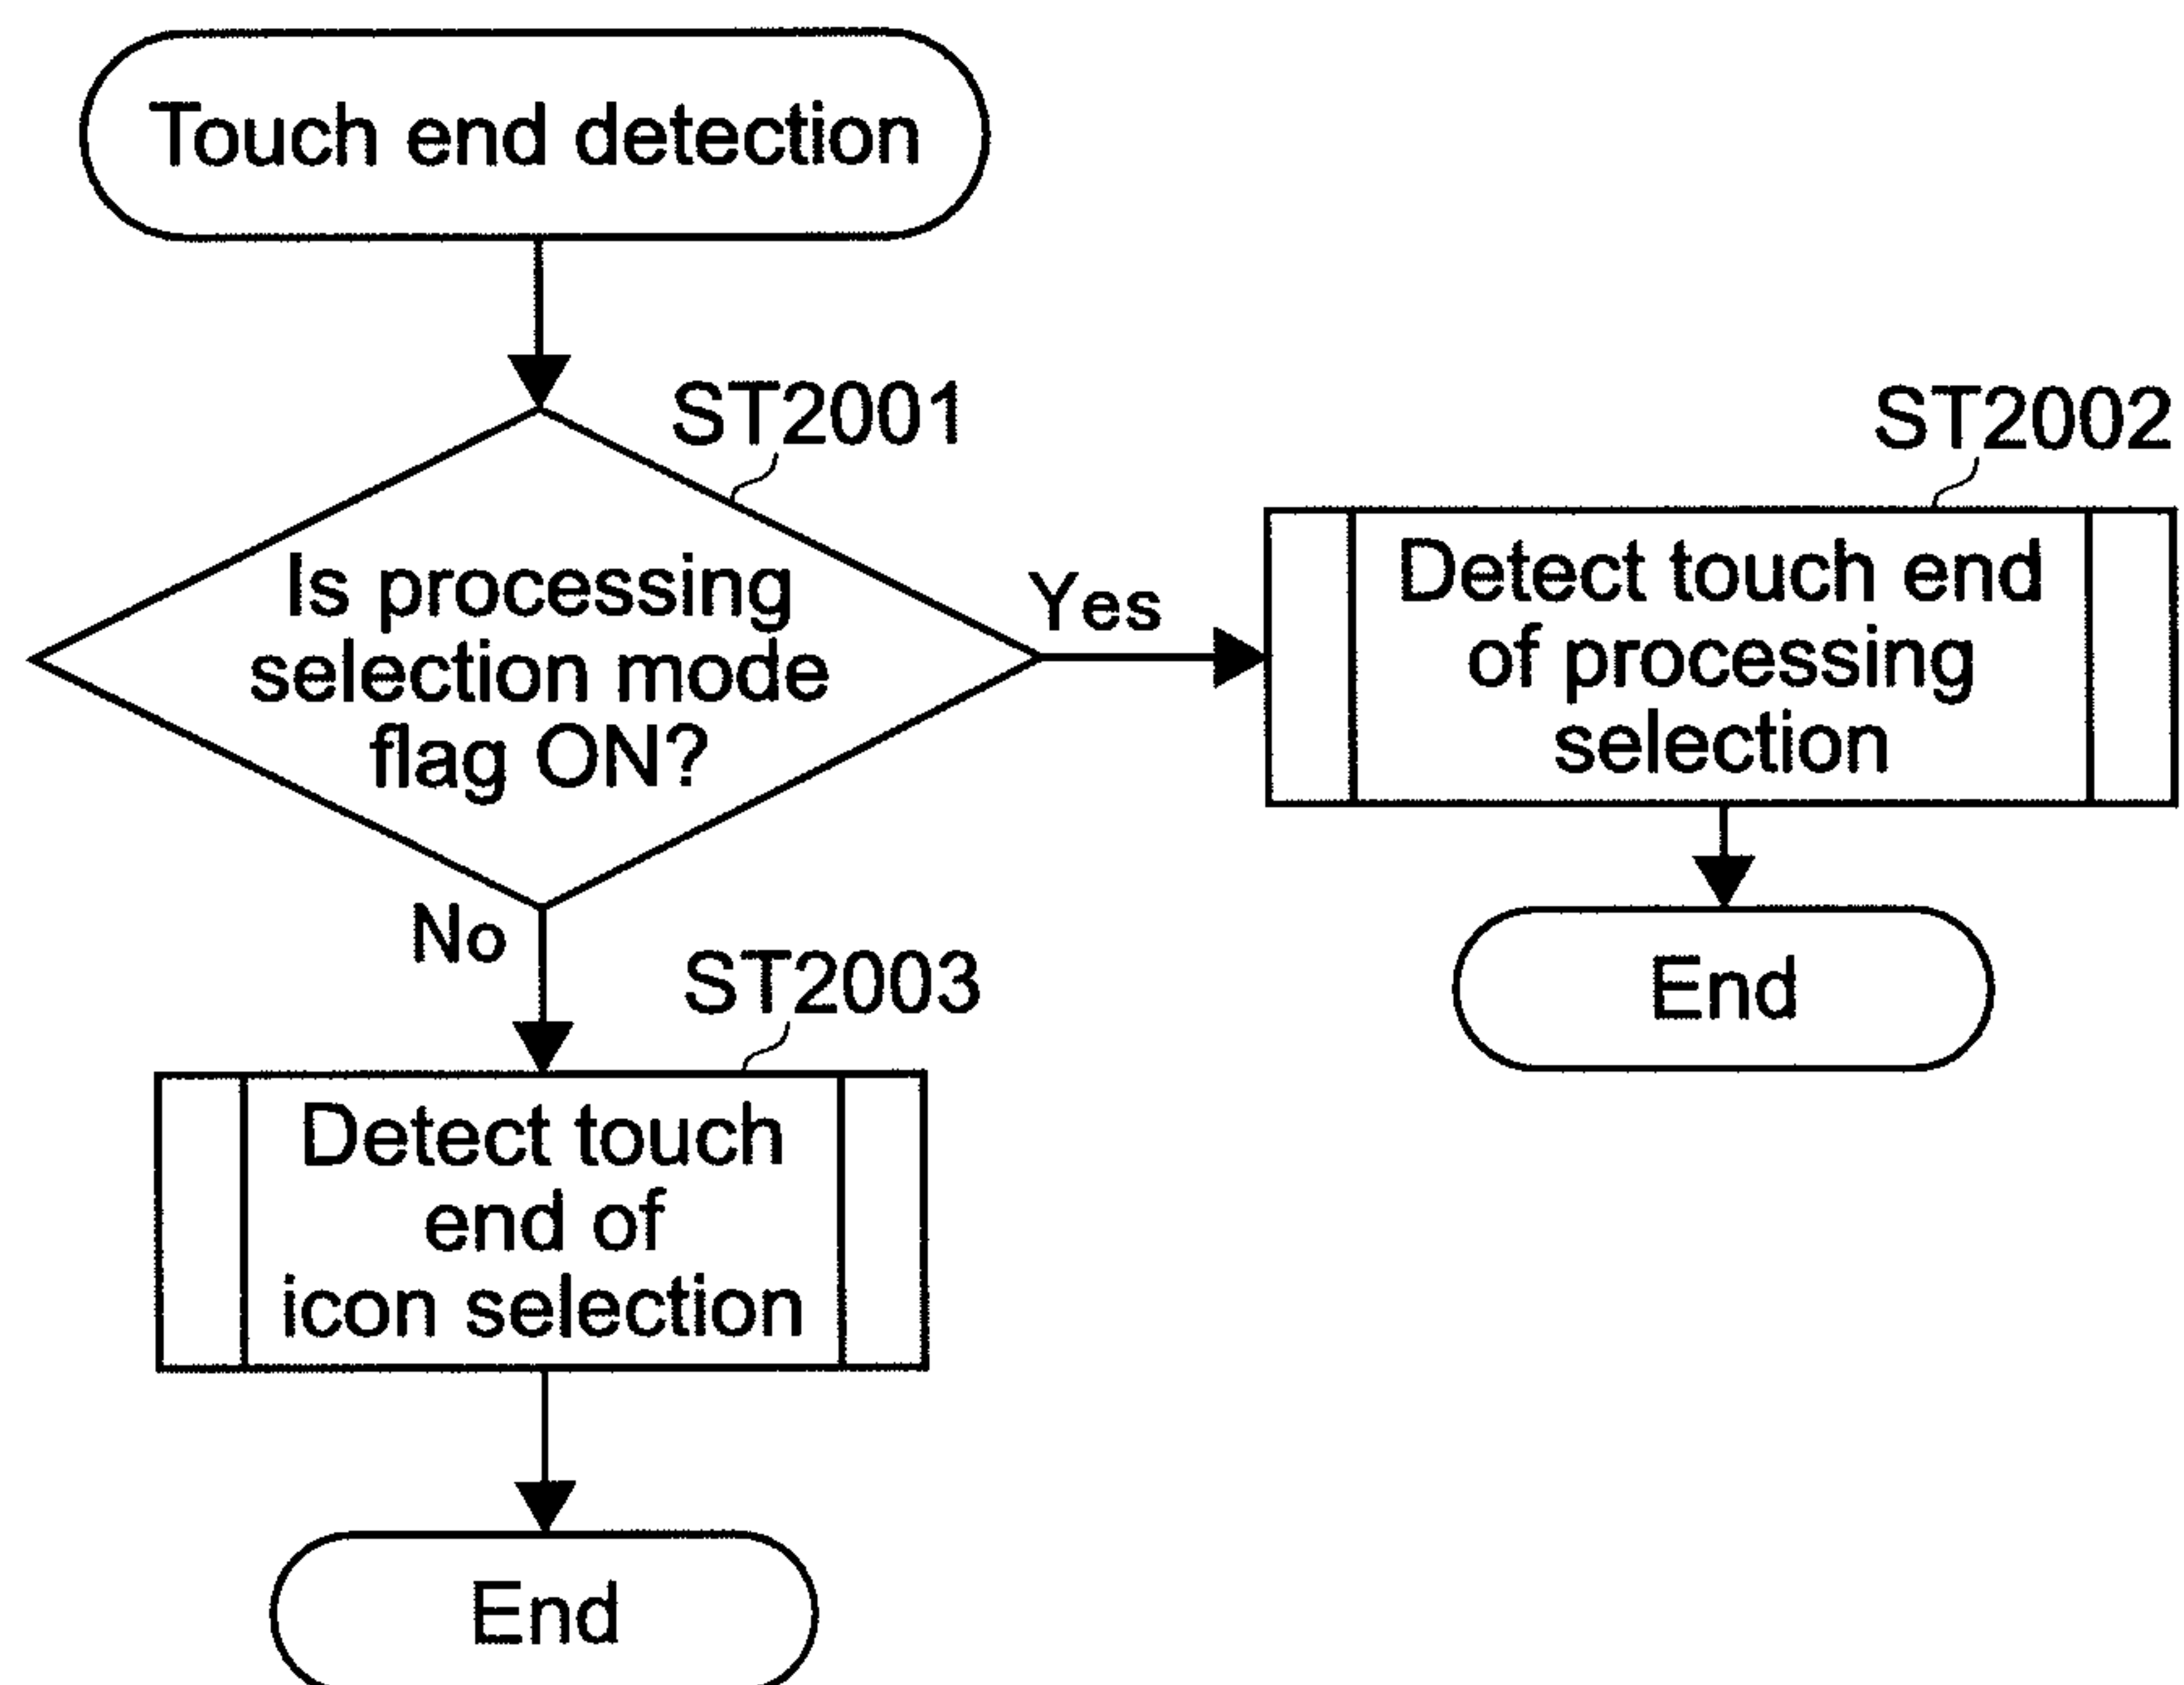 Touch end detection
ST2001
Is processing
selection mode
flag ON?
Yes
ST2002
Detect touch end
of processing
selection
End
No
ST2003
Detect touch
end of
icon selection
End